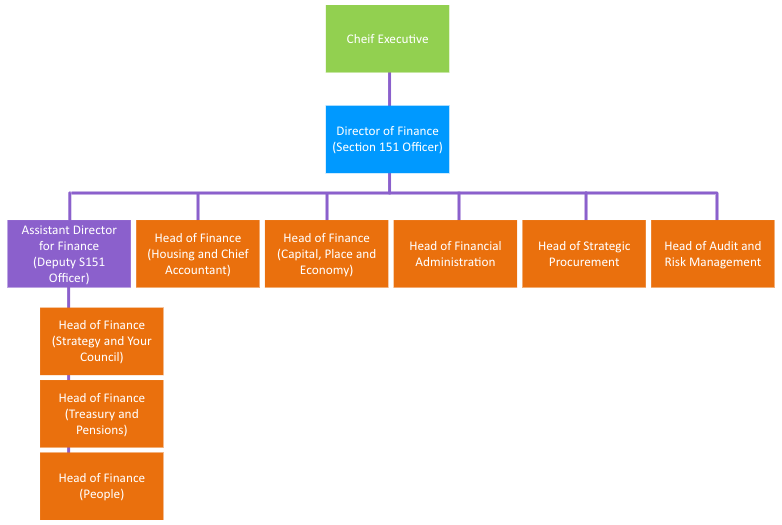 Cheif Executive
Director of Finance
(Section 151 Officer)
Assistant Director
for Finance
(Deputy S151
Officer)
Head of Finance
(Housing and Chief
Accountant)
Head of Finance
(Capital, Place and
Economy)
Head of Financial
Administration
Head of Strategic
Procurement
Head of Audit and
Risk Management
Head of Finance
(Strategy and Your
Council)
Head of Finance
(Treasury and
Pensions)
Head of Finance
(People)